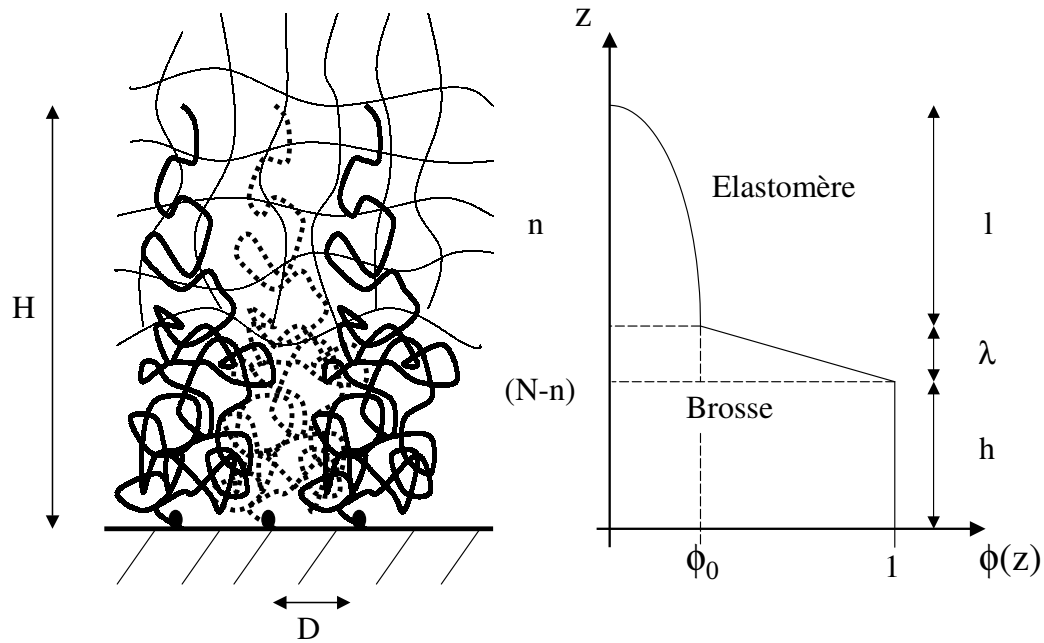 H
D
n
(N-n)
z
Elastomère
Brosse
l
λ
h
ϕ₀
1
ϕ(z)